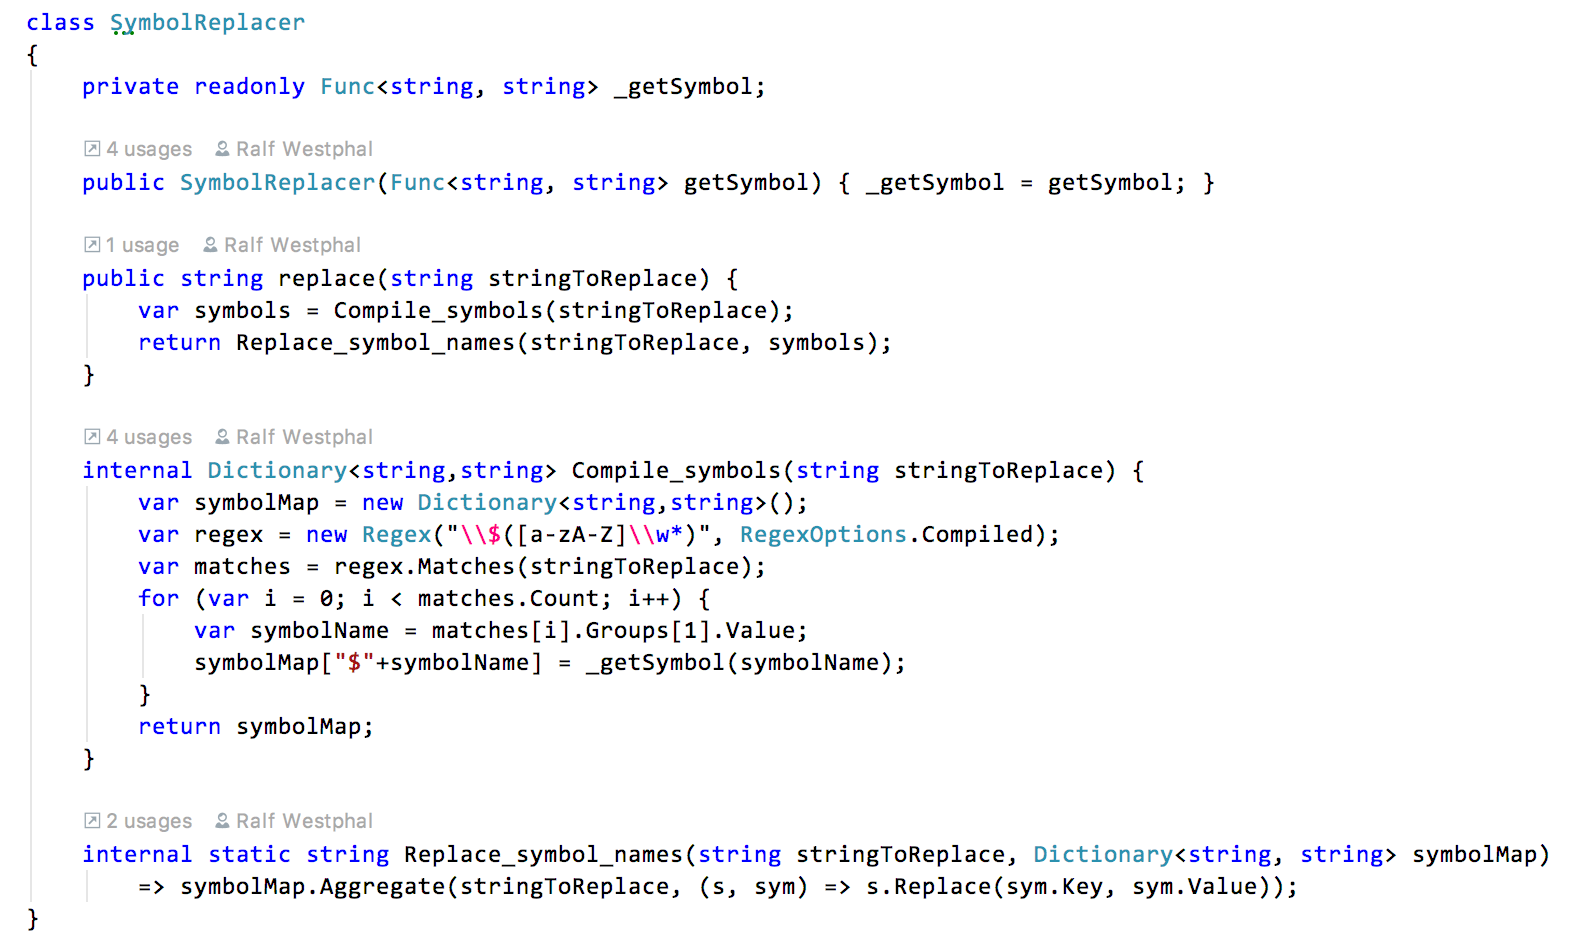 class SymbolReplacer
{
    private readonly Func<string, string> _getSymbol;
    4 usages   Ralf Westphal
    public SymbolReplacer(Func<string, string> getSymbol) { _getSymbol = getSymbol; }
    1 usage   Ralf Westphal
    public string replace(string stringToReplace) {
        var symbols = Compile_symbols(stringToReplace);
        return Replace_symbol_names(stringToReplace, symbols);
    }
    4 usages   Ralf Westphal
    internal Dictionary<string,string> Compile_symbols(string stringToReplace) {
        var symbolMap = new Dictionary<string,string>();
        var regex = new Regex("\\$([a-zA-Z]\\w*)", RegexOptions.Compiled);
        var matches = regex.Matches(stringToReplace);
        for (var i = 0; i < matches.Count; i++) {
            var symbolName = matches[i].Groups[1].Value;
            symbolMap["$"+symbolName] = _getSymbol(symbolName);
        }
        return symbolMap;
    }
    2 usages   Ralf Westphal
    internal static string Replace_symbol_names(string stringToReplace, Dictionary<string, string> symbolMap)
        => symbolMap.Aggregate(stringToReplace, (s, sym) => s.Replace(sym.Key, sym.Value));
}